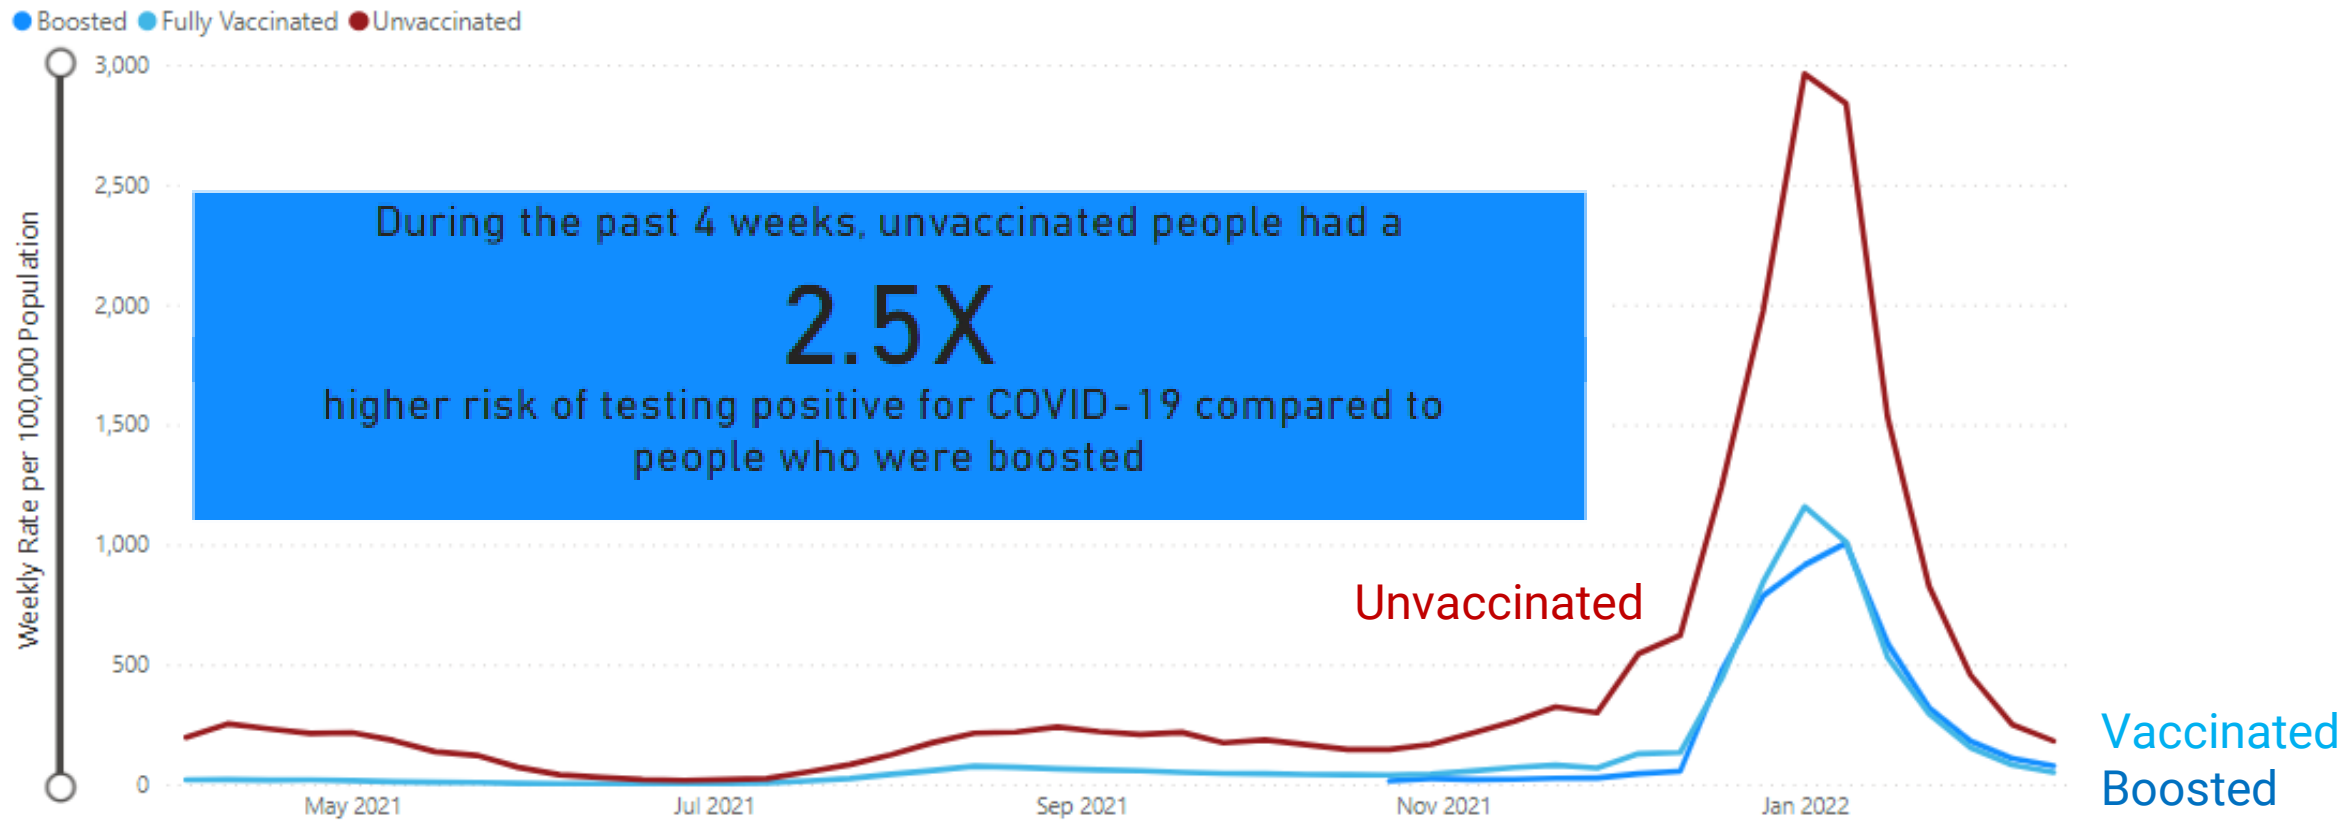 Boosted Fully Vaccinated Unvaccinated
3,000
2,500
2,000
1,500
1,000
500
0
Weekly Rate per 100,000 Population
During the past 4 weeks, unvaccinated people had a
2.5X
higher risk of testing positive for COVID-19 compared to
people who were boosted
Unvaccinated
Vaccinated
Boosted
May 2021 Jul 2021 Sep 2021 Nov 2021 Jan 2022